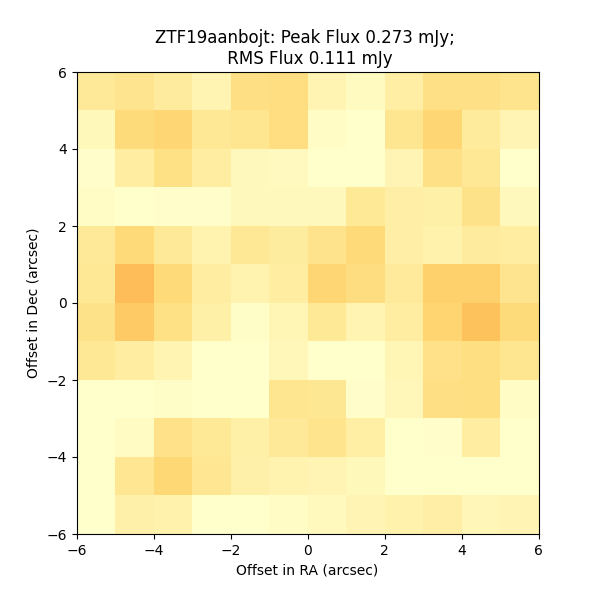 ZTF19aanbojt: Peak Flux 0.273 mJy;
RMS Flux 0.111 mJy
6
4
2
0
−2
−4
−6
Offset in Dec (arcsec)
−6 −4 −2 0 2 4 6
Offset in RA (arcsec)